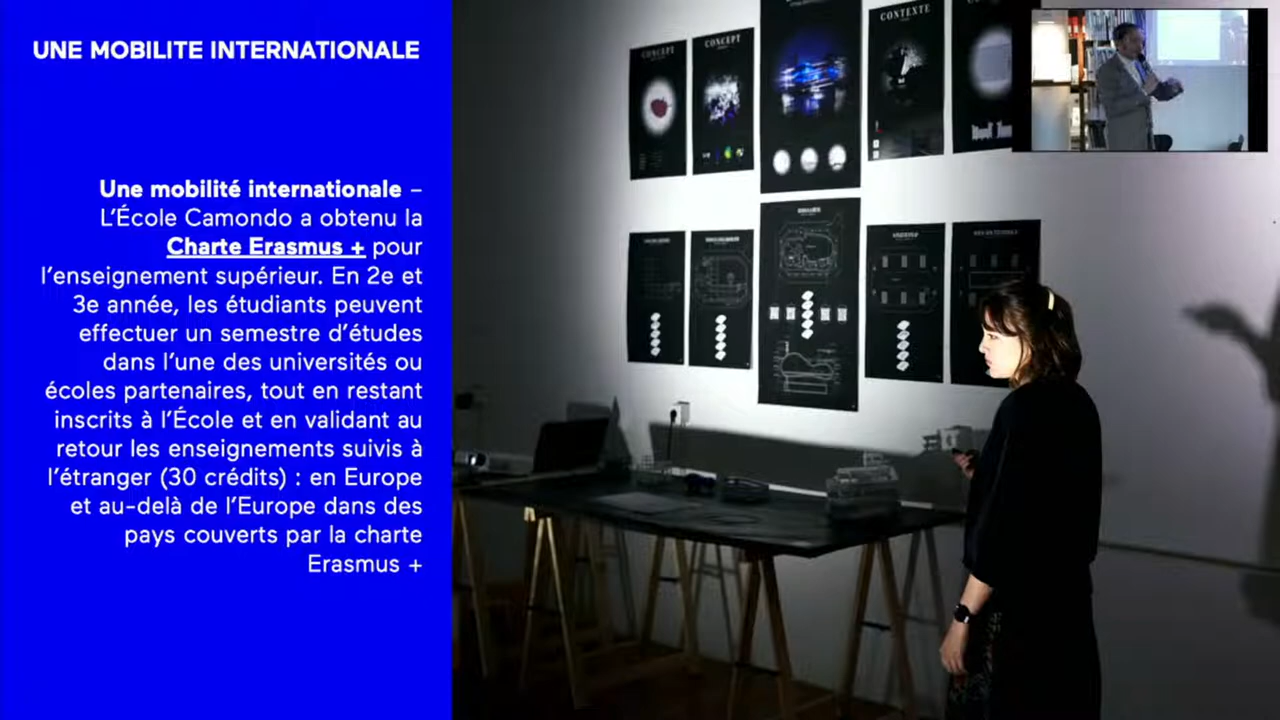 UNE MOBILITE INTERNATIONALE
Une mobilité internationale –
L’École Camondo a obtenu la
Charte Erasmus + pour
l’enseignement supérieur. En 2e et
3e année, les étudiants peuvent
effectuer un semestre d’études
dans l’une des universités ou
écoles partenaires, tout en restant
inscrits à l’École et en validant au
retour les enseignements suivis à
l’étranger (30 crédits) : en Europe
et au-delà de l’Europe dans des
pays couverts par la charte
Erasmus +
CONCEPT
CONCEPT
CONTEXTE